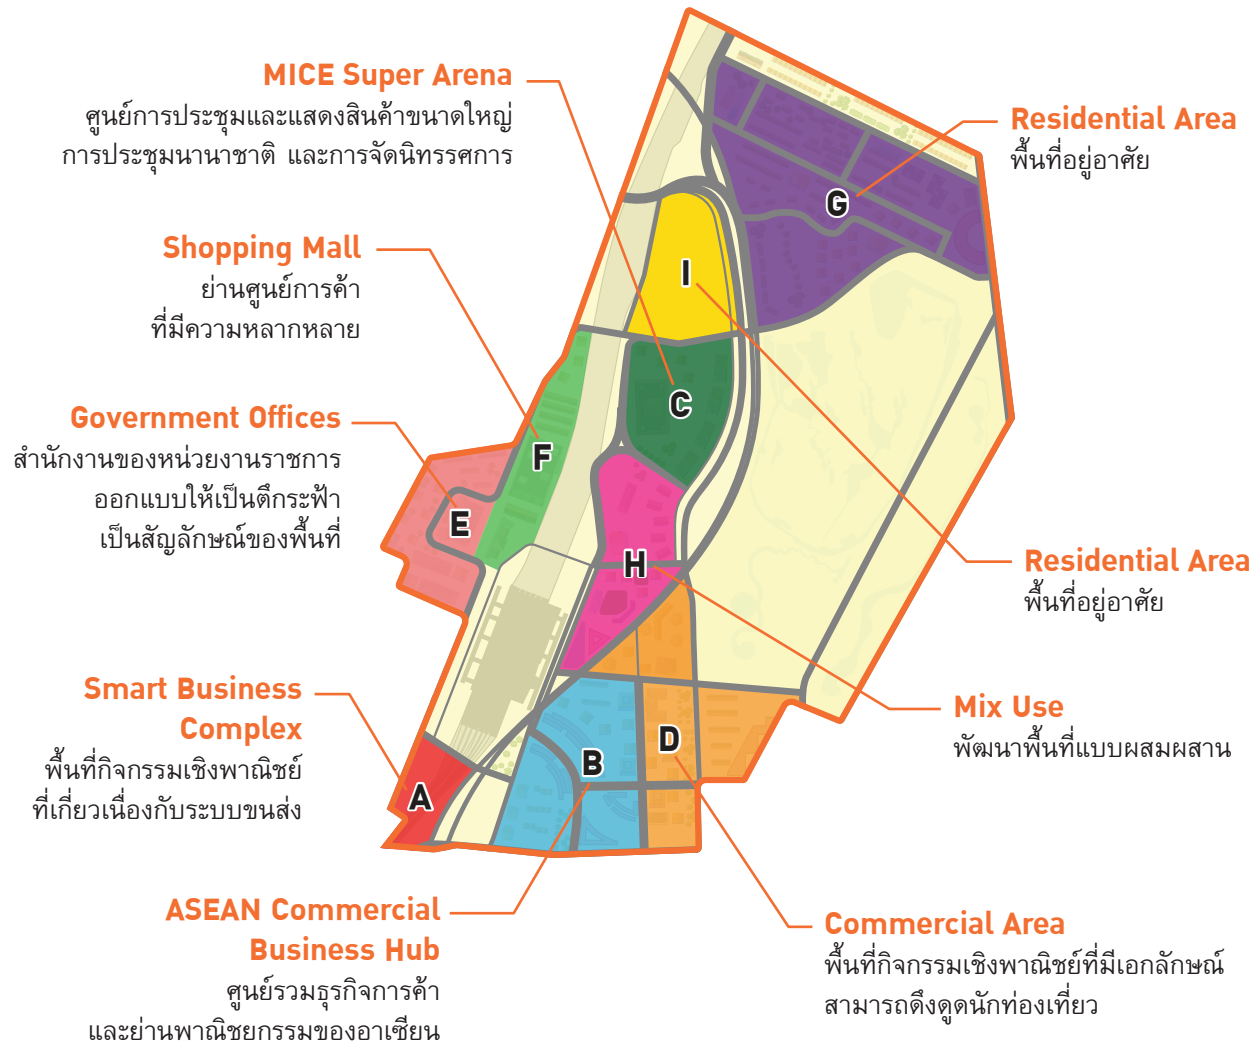 MICE Super Arena
ศูนย์การประชุมและแสดงสินค้าขนาดใหญ่
การประชุมนานาชาติ และการจัดนิทรรศการ
Residential Area
พื้นที่อยู่อาศัย
G
Shopping Mall
ย่านศูนย์การค้า
ที่มีความหลากหลาย
I
Government Offices
สำนักงานของหน่วยงานราชการ
ออกแบบให้เป็นตึกระฟ้า
เป็นสัญลักษณ์ของพื้นที่
C
F
E
H
Residential Area
พื้นที่อยู่อาศัย
Smart Business
Complex
พื้นที่กิจกรรมเชิงพาณิชย์
ที่เกี่ยวเนื่องกับระบบขนส่ง
Mix Use
พัฒนาพื้นที่แบบผสมผสาน
D
B
A
ASEAN Commercial
Business Hub
ศูนย์รวมธุรกิจการค้า
และย่านพาณิชยกรรมของอาเซียน
Commercial Area
พื้นที่กิจกรรมเชิงพาณิชย์ที่มีเอกลักษณ์
สามารถดึงดูดนักท่องเที่ยว